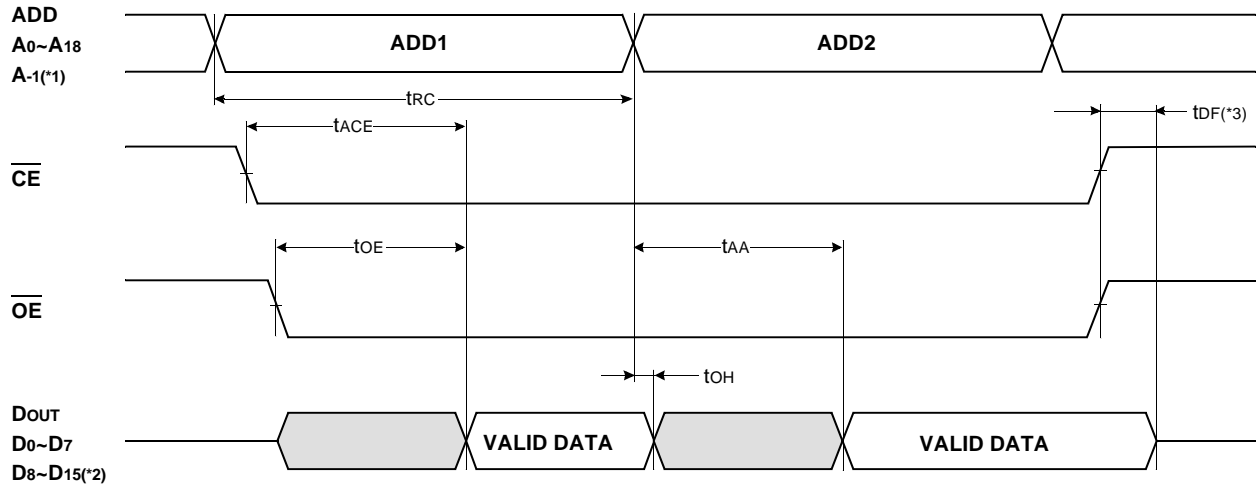 ADD
A0~A18
A-1(*1)
ADD1
ADD2
tRC
tACE
tDF(*3)
CE
tOE
tAA
OE
tOH
DOUT
D0~D7
D8~D15(*2)
VALID DATA
VALID DATA